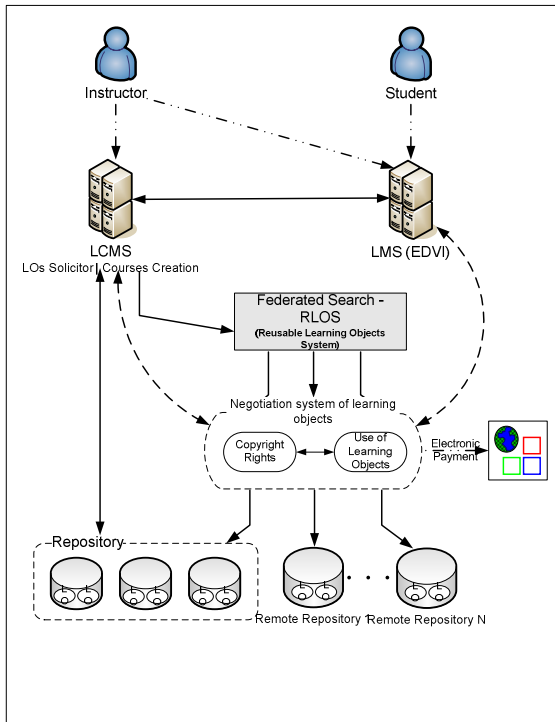 Instructor
Student
LCMS
LOs Solicitor| Courses Creation
LMS (EDVI)
Federated Search -
RLOS
(Reusable Learning Objects
System)
Negotiation system of learning
objects
Copyright
Rights
Use of
Learning
Objects
Electronic
Payment
Repository
Remote Repository 1
Remote Repository N